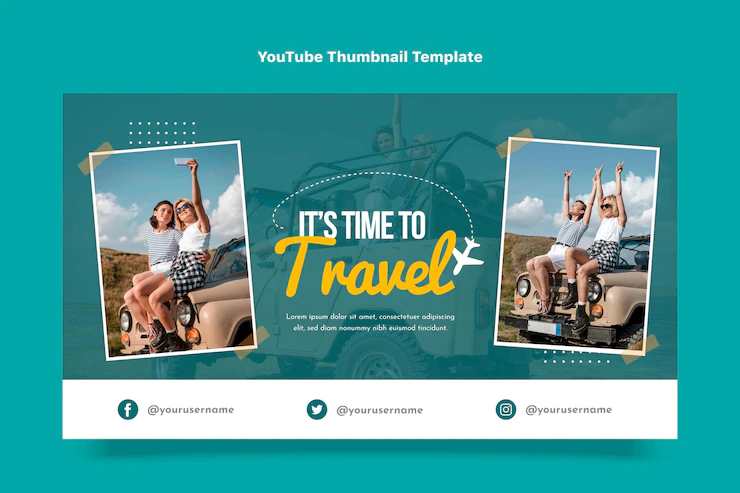 YouTube Thumbnail Template
IT'S TIME TO
Travel
Lorem ipsum dolor sit amet, consectetuer adipiscing
elit, sed diam nonummy nibh euismod tincidunt.
@yourusername
@yourusername
@yourusername